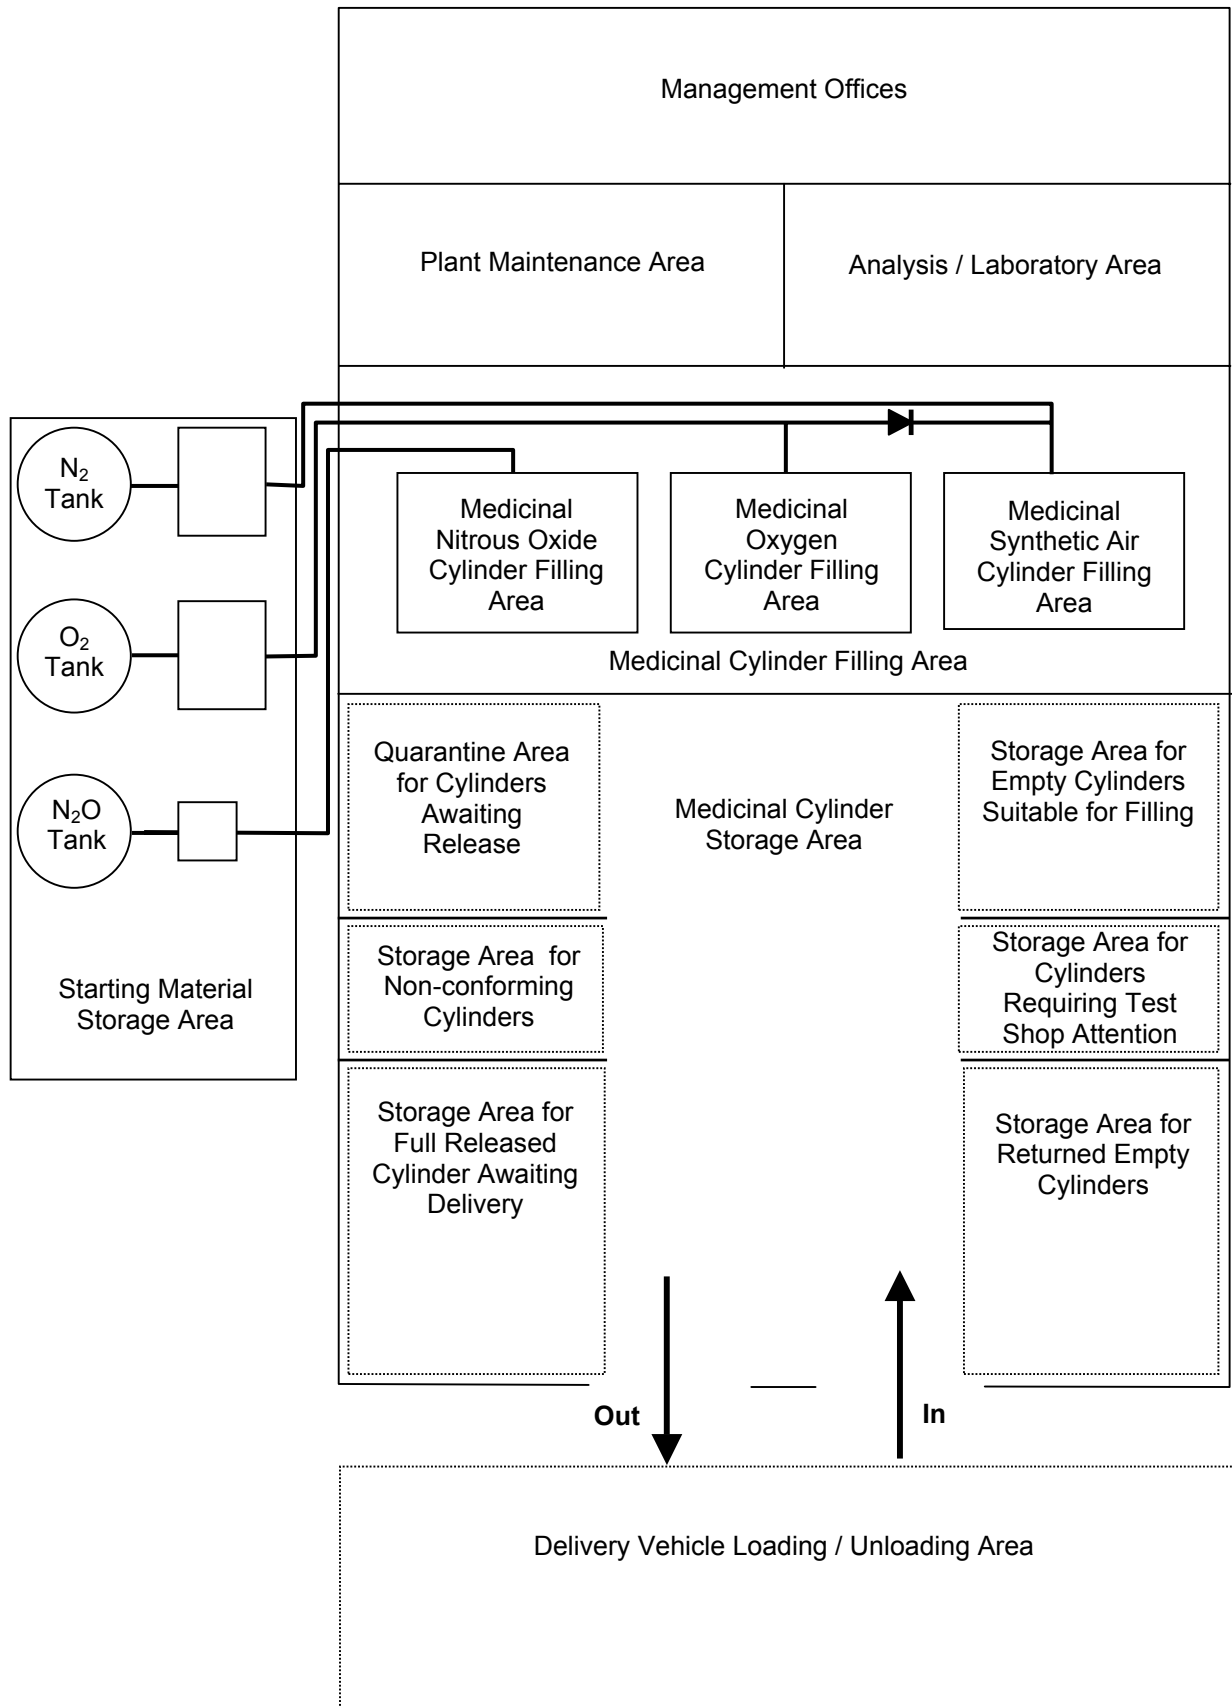 Management Offices
Plant Maintenance Area
Analysis / Laboratory Area
N₂
Tank
O₂
Tank
N₂O
Tank
Starting Material
Storage Area
Medicinal
Nitrous Oxide
Cylinder Filling
Area
Medicinal
Oxygen
Cylinder Filling
Area
Medicinal
Synthetic Air
Cylinder Filling
Area
Medicinal Cylinder Filling Area
Quarantine Area
for Cylinders
Awaiting
Release
Medicinal Cylinder
Storage Area
Storage Area for
Empty Cylinders
Suitable for Filling
Storage Area for
Non-conforming
Cylinders
Storage Area for
Cylinders
Requiring Test
Shop Attention
Storage Area for
Full Released
Cylinder Awaiting
Delivery
Storage Area for
Returned Empty
Cylinders
Out
In
Delivery Vehicle Loading / Unloading Area